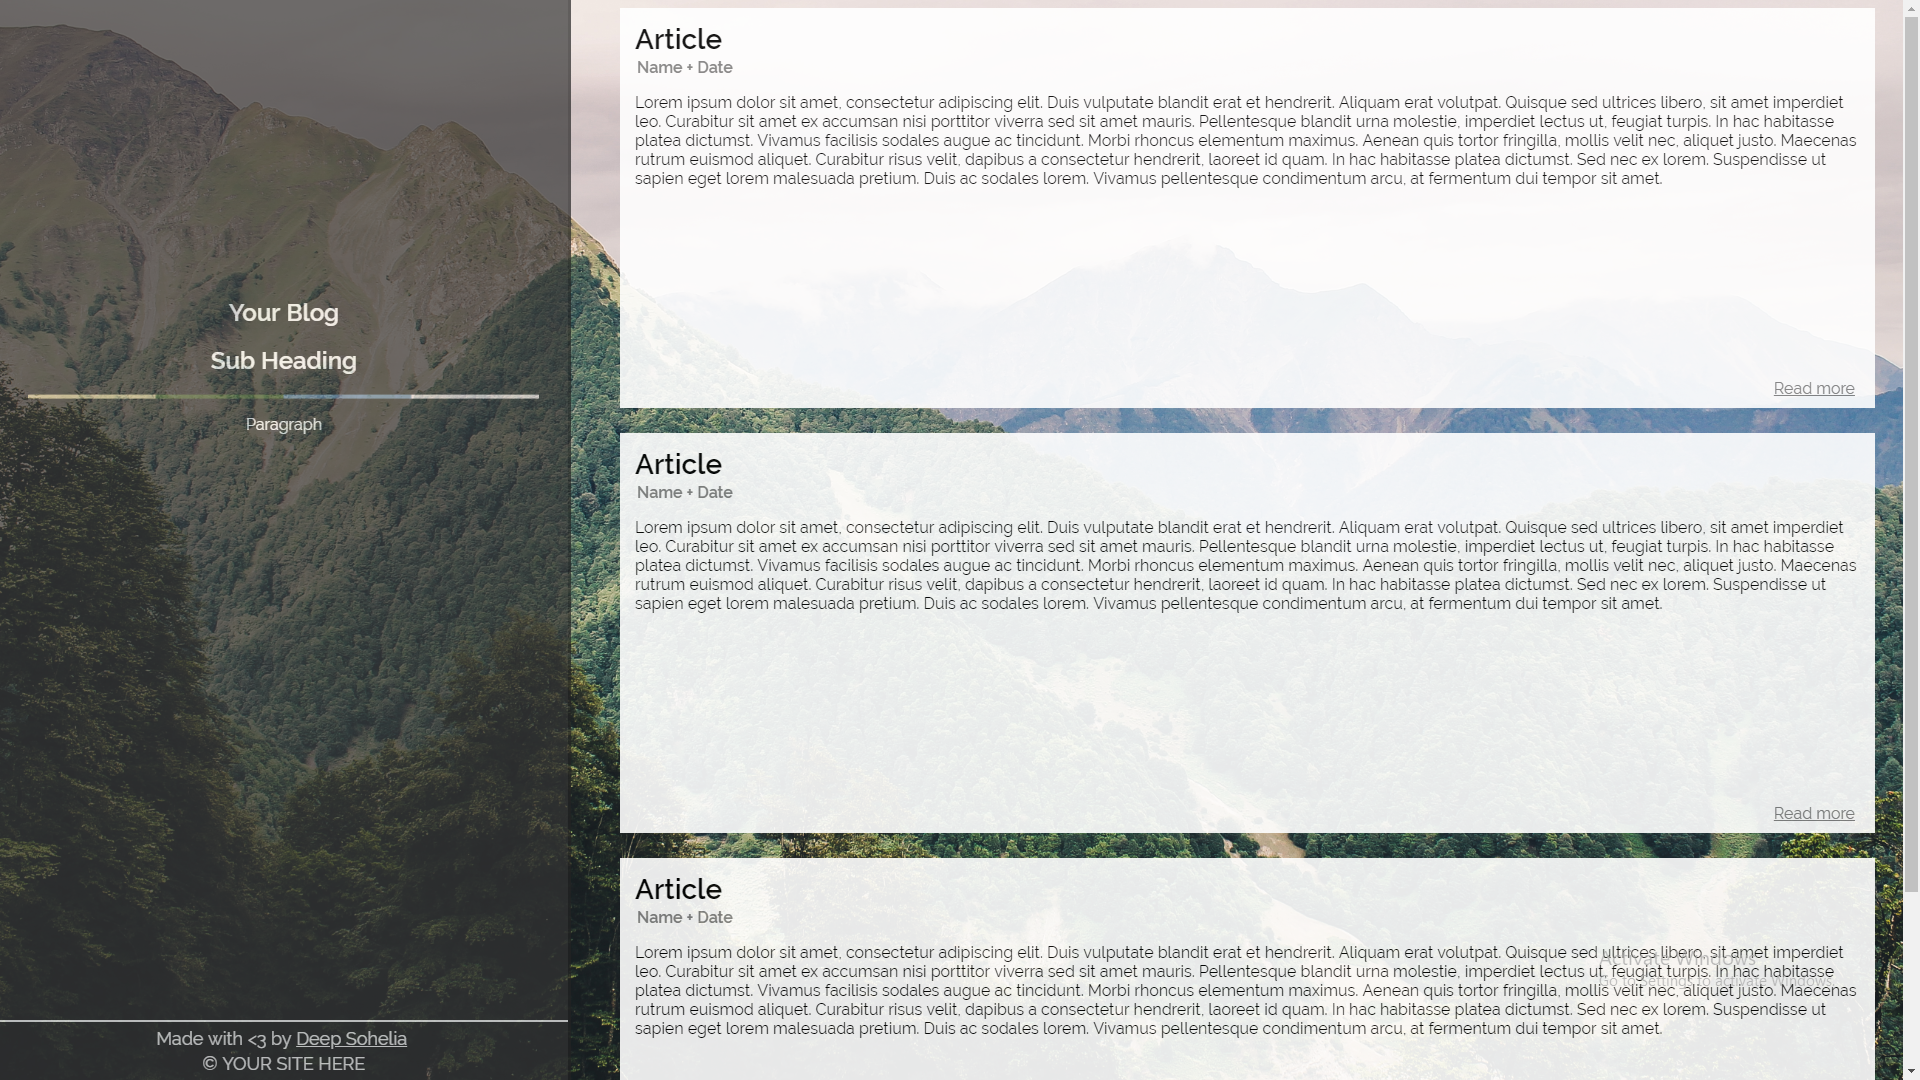 Your Blog
Sub Heading
Paragraph
Made with <3 by Deep Sohelia
© YOUR SITE HERE
Article
Name + Date
Lorem ipsum dolor sit amet, consectetur adipiscing elit. Duis vulputate blandit erat et hendrerit. Aliquam erat volutpat. Quisque sed ultrices libero, sit amet imperdiet
leo. Curabitur sit amet ex accumsan nisi porttitor viverra sed sit amet mauris. Pellentesque blandit urna molestie, imperdiet lectus ut, feugiat turpis. In hac habitasse
platea dictumst. Vivamus facilisis sodales augue ac tincidunt. Morbi rhoncus elementum maximus. Aenean quis tortor fringilla, mollis velit nec, aliquet justo. Maecenas
rutrum euismod aliquet. Curabitur risus velit, dapibus a consectetur hendrerit, laoreet id quam. In hac habitasse platea dictumst. Sed nec ex lorem. Suspendisse ut
sapien eget lorem malesuada pretium. Duis ac sodales lorem. Vivamus pellentesque condimentum arcu, at fermentum dui tempor sit amet.
Read more
Article
Name + Date
Lorem ipsum dolor sit amet, consectetur adipiscing elit. Duis vulputate blandit erat et hendrerit. Aliquam erat volutpat. Quisque sed ultrices libero, sit amet imperdiet
leo. Curabitur sit amet ex accumsan nisi porttitor viverra sed sit amet mauris. Pellentesque blandit urna molestie, imperdiet lectus ut, feugiat turpis. In hac habitasse
platea dictumst. Vivamus facilisis sodales augue ac tincidunt. Morbi rhoncus elementum maximus. Aenean quis tortor fringilla, mollis velit nec, aliquet justo. Maecenas
rutrum euismod aliquet. Curabitur risus velit, dapibus a consectetur hendrerit, laoreet id quam. In hac habitasse platea dictumst. Sed nec ex lorem. Suspendisse ut
sapien eget lorem malesuada pretium. Duis ac sodales lorem. Vivamus pellentesque condimentum arcu, at fermentum dui tempor sit amet.
Read more
Article
Name + Date
Lorem ipsum dolor sit amet, consectetur adipiscing elit. Duis vulputate blandit erat et hendrerit. Aliquam erat volutpat. Quisque sed ultrices libero, sit amet imperdiet
leo. Curabitur sit amet ex accumsan nisi porttitor viverra sed sit amet mauris. Pellentesque blandit urna molestie, imperdiet lectus ut, feugiat turpis. In hac habitasse
platea dictumst. Vivamus facilisis sodales augue ac tincidunt. Morbi rhoncus elementum maximus. Aenean quis tortor fringilla, mollis velit nec, aliquet justo. Maecenas
rutrum euismod aliquet. Curabitur risus velit, dapibus a consectetur hendrerit, laoreet id quam. In hac habitasse platea dictumst. Sed nec ex lorem. Suspendisse ut
sapien eget lorem malesuada pretium. Duis ac sodales lorem. Vivamus pellentesque condimentum arcu, at fermentum dui tempor sit amet.
Activate Windows
Go to Settings to activate Windows.